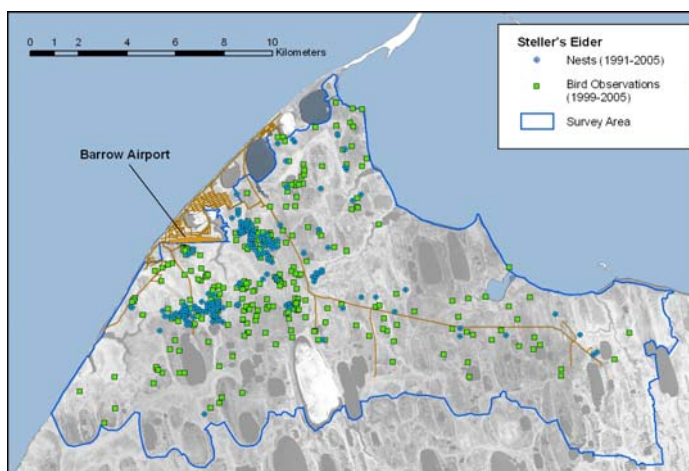 0 2 4 6 8 10
Kilometers
Barrow Airport
Steller's Eider
Nests (1991-2005)
Bird Observations
(1999-2005)
Survey Area